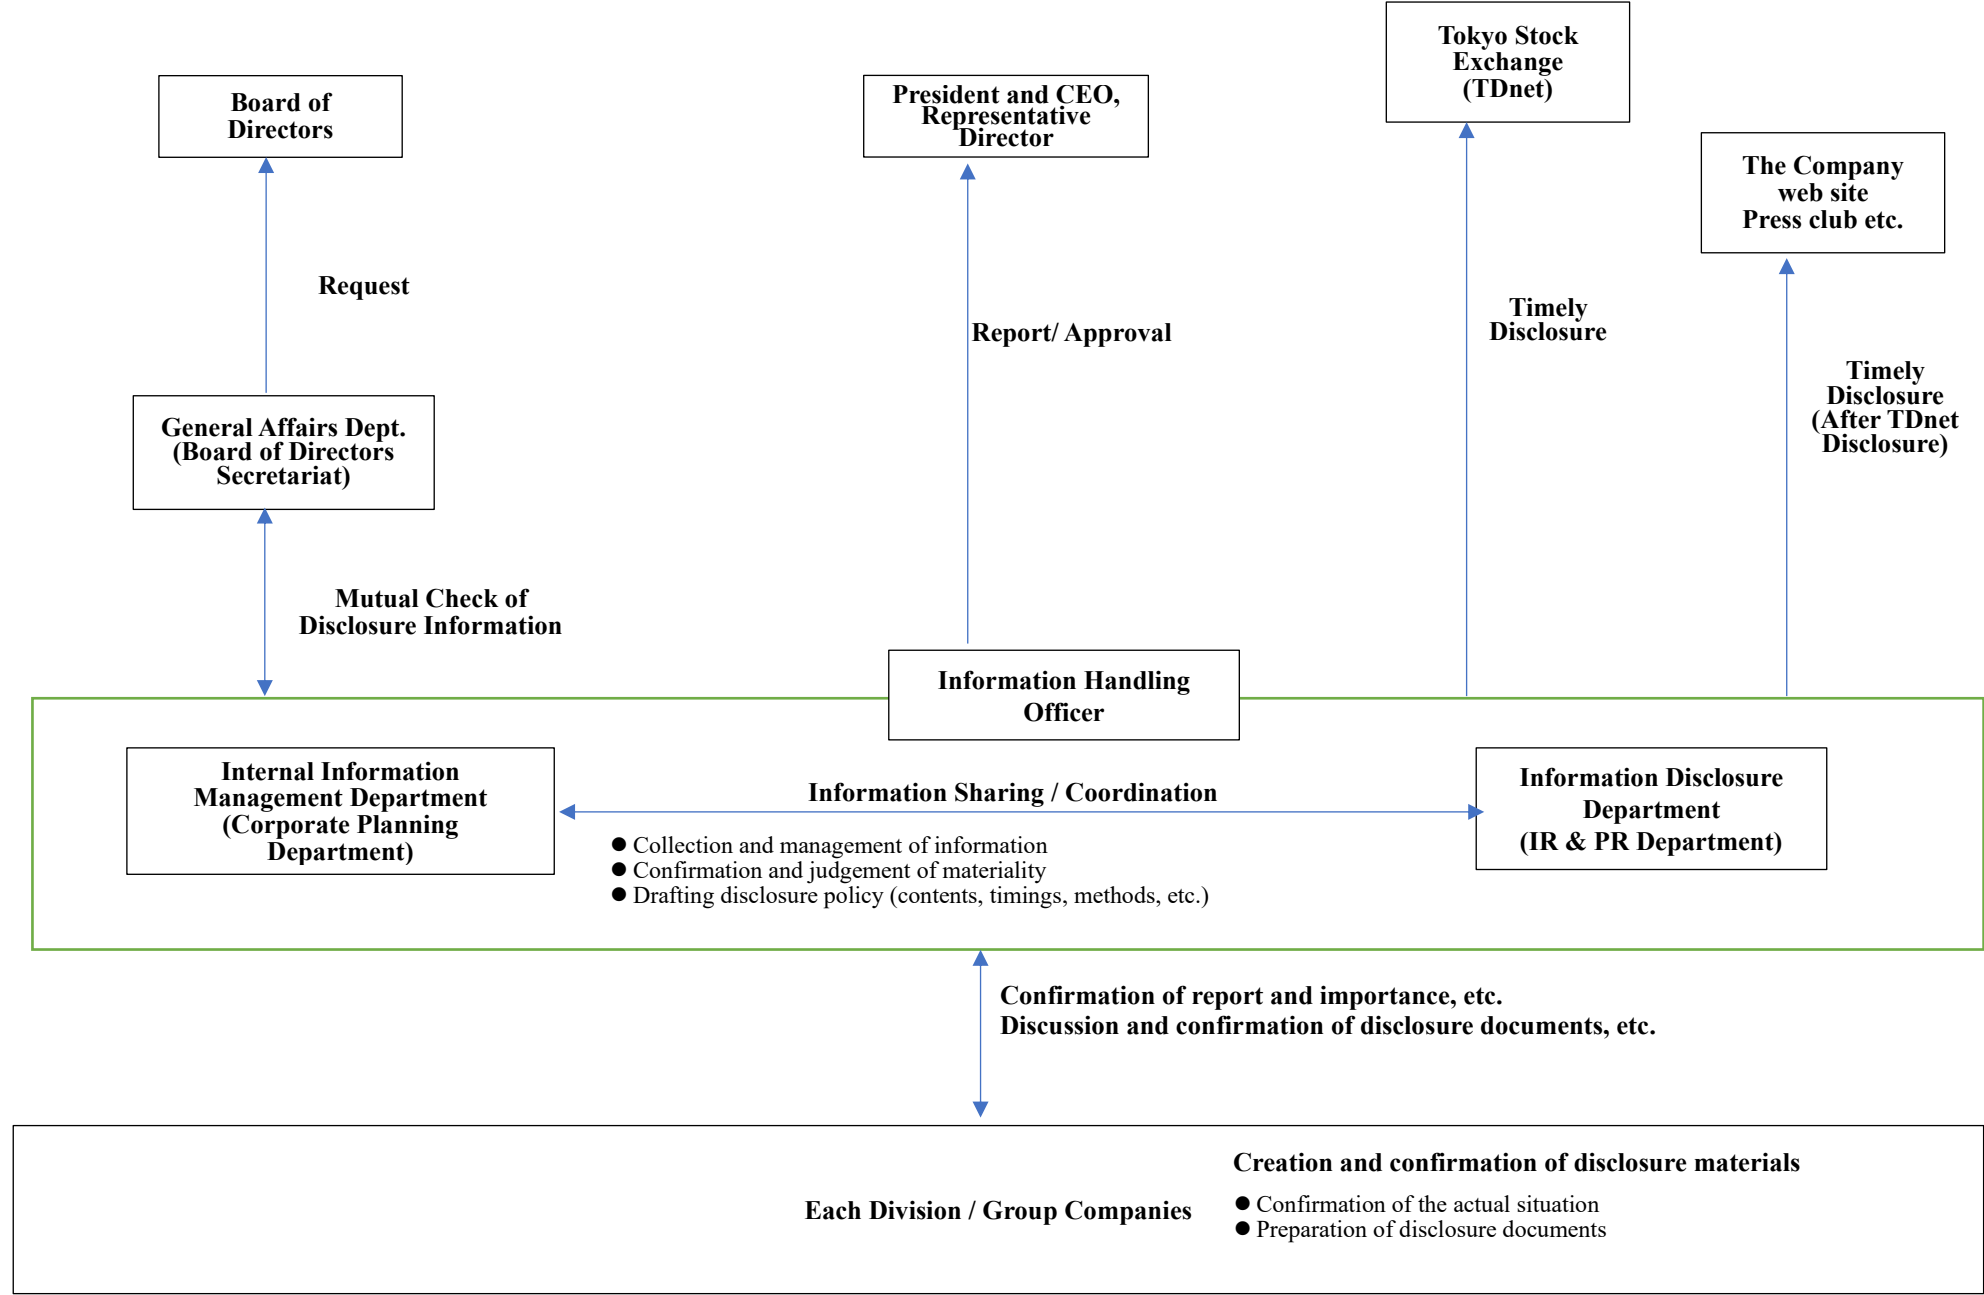 Board of
Directors
President and CEO,
Representative
Director
Tokyo Stock
Exchange
(TDnet)
The Company
web site
Press club etc.
Request
Report/ Approval
Timely
Disclosure
Timely
Disclosure
(After TDnet
Disclosure)
General Affairs Dept.
(Board of Directors
Secretariat)
Mutual Check of
Disclosure Information
Information Handling
Officer
Internal Information
Management Department
(Corporate Planning
Department)
Information Sharing / Coordination
● Collection and management of information
● Confirmation and judgement of materiality
● Drafting disclosure policy (contents, timings, methods, etc.)
Information Disclosure
Department
(IR & PR Department)
Confirmation of report and importance, etc.
Discussion and confirmation of disclosure documents, etc.
Each Division / Group Companies
Creation and confirmation of disclosure materials
● Confirmation of the actual situation
● Preparation of disclosure documents